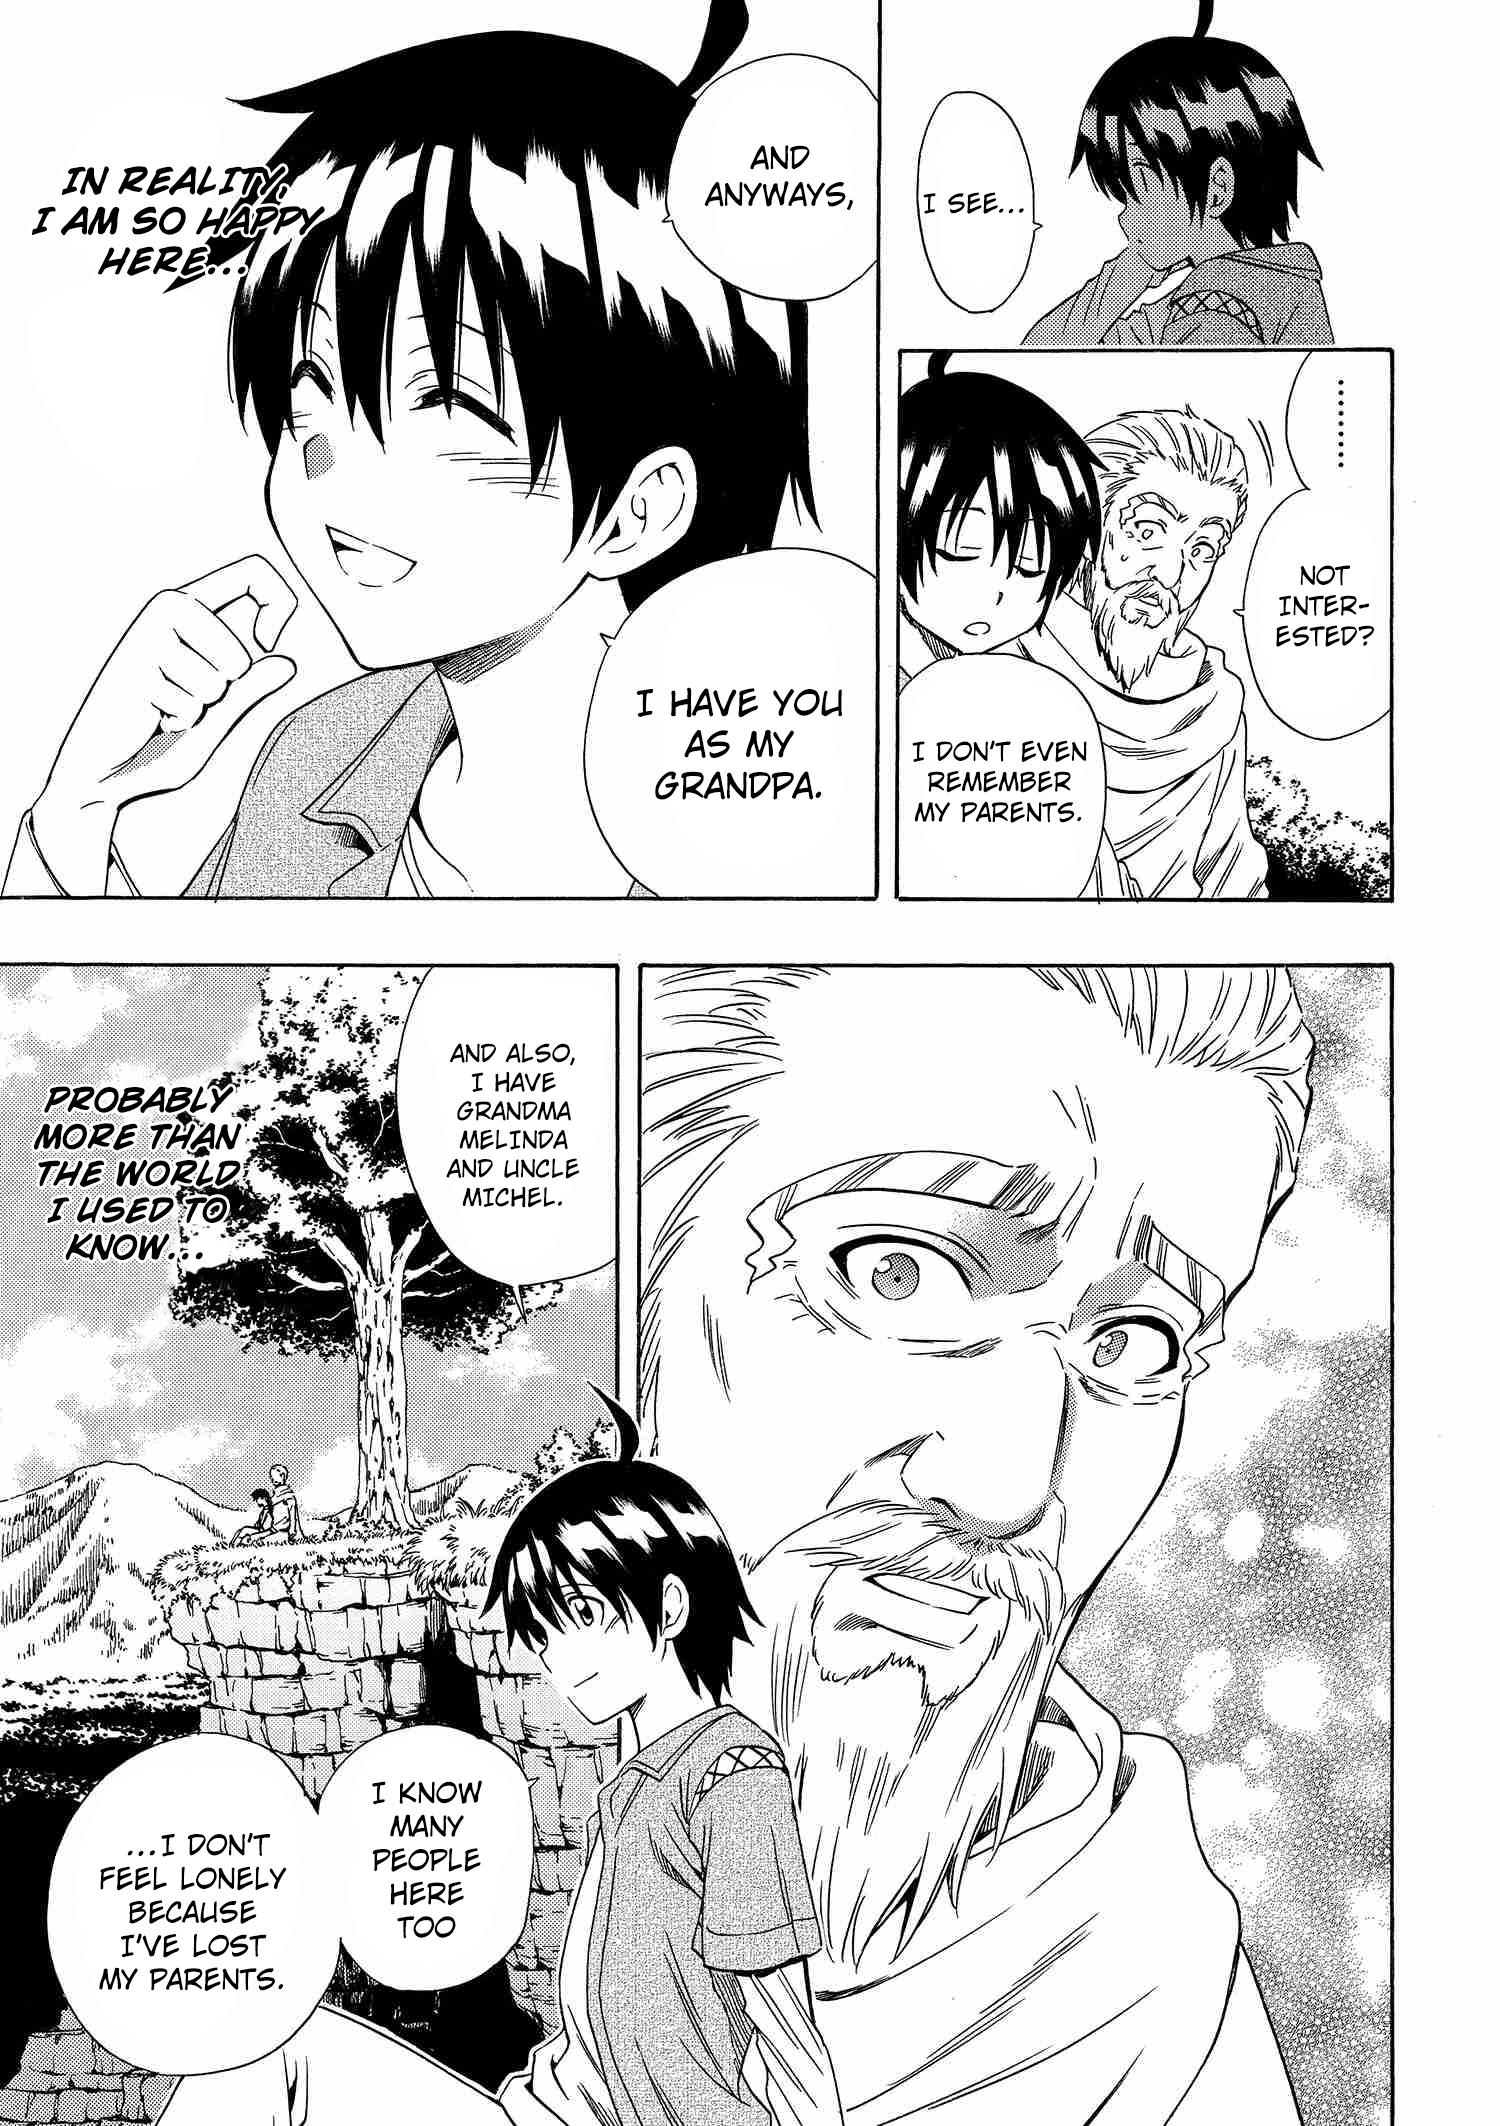 I SEE...
.........
NOT
INTER-
ESTED?
I DON'T EVEN
REMEMBER
MY PARENTS.
AND
ANYWAYS,
I HAVE YOU
AS MY
GRANDPA.
IN REALITY,
I AM SO HAPPY
HERE...
AND ALSO,
I HAVE
GRANDMA
MELINDA
AND UNCLE
MICHEL.
PROBABLY
MORE THAN
THE WORLD
I USED TO
KNOW...
I KNOW
MANY
PEOPLE
HERE
TOO
...I DON'T
FEEL LONELY
BECAUSE
I'VE LOST
MY PARENTS.